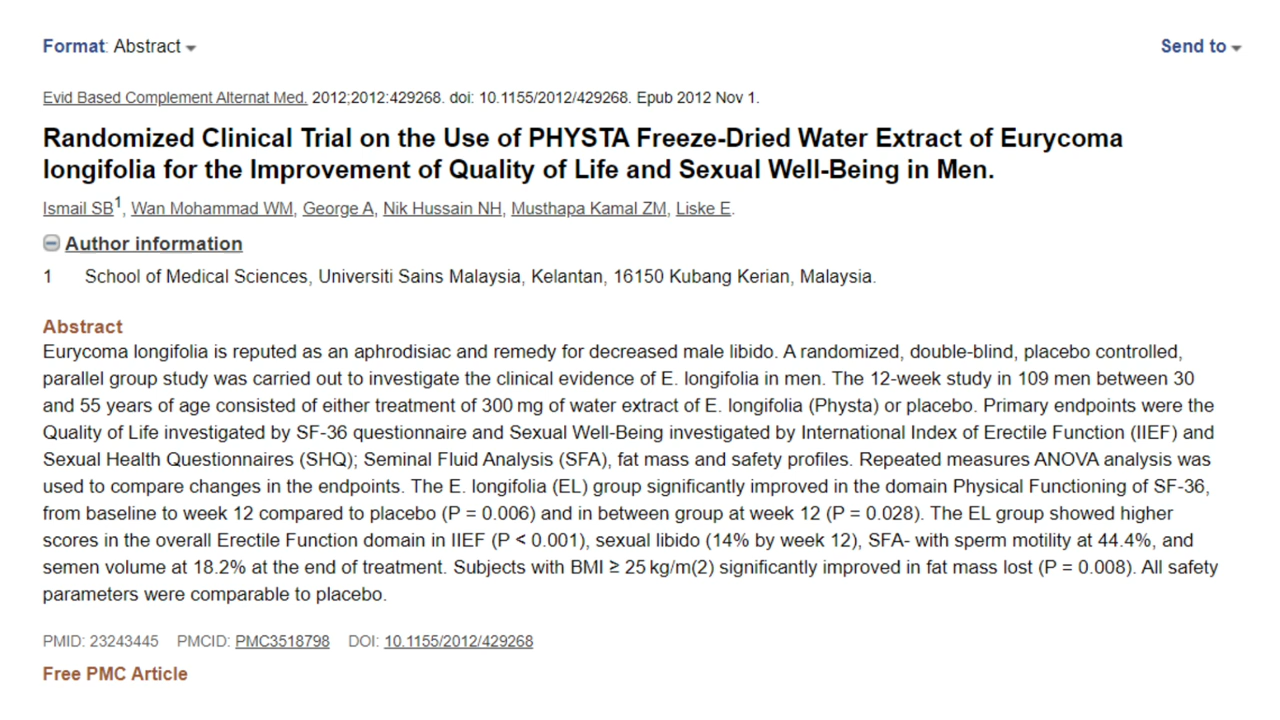 Format: Abstract
Send to
Evid Based Complement Alternat Med. 2012;2012:429268. doi: 10.1155/2012/429268. Epub 2012 Nov 1.
Randomized Clinical Trial on the Use of PHYSTA Freeze-Dried Water Extract of Eurycoma
longifolia for the Improvement of Quality of Life and Sexual Well-Being in Men.
Ismail SB1, Wan Mohammad WM, George A, Nik Hussain NH, Musthapa Kamal ZM, Liske E.
Author information
1 School of Medical Sciences, Universiti Sains Malaysia, Kelantan, 16150 Kubang Kerian, Malaysia.
Abstract
Eurycoma longifolia is reputed as an aphrodisiac and remedy for decreased male libido. A randomized, double-blind, placebo controlled,
parallel group study was carried out to investigate the clinical evidence of E. longifolia in men. The 12-week study in 109 men between 30
and 55 years of age consisted of either treatment of 300 mg of water extract of E. longifolia (Physta) or placebo. Primary endpoints were the
Quality of Life investigated by SF-36 questionnaire and Sexual Well-Being investigated by International Index of Erectile Function (IIEF) and
Sexual Health Questionnaires (SHQ); Seminal Fluid Analysis (SFA), fat mass and safety profiles. Repeated measures ANOVA analysis was
used to compare changes in the endpoints. The E. longifolia (EL) group significantly improved in the domain Physical Functioning of SF-36,
from baseline to week 12 compared to placebo (P = 0.006) and in between group at week 12 (P = 0.028). The EL group showed higher
scores in the overall Erectile Function domain in IIEF (P < 0.001), sexual libido (14% by week 12), SFA- with sperm motility at 44.4%, and
semen volume at 18.2% at the end of treatment. Subjects with BMI ≥ 25 kg/m(2) significantly improved in fat mass lost (P = 0.008). All safety
parameters were comparable to placebo.
PMID: 23243445 PMCID: PMC3518798 DOI: 10.1155/2012/429268
Free PMC Article